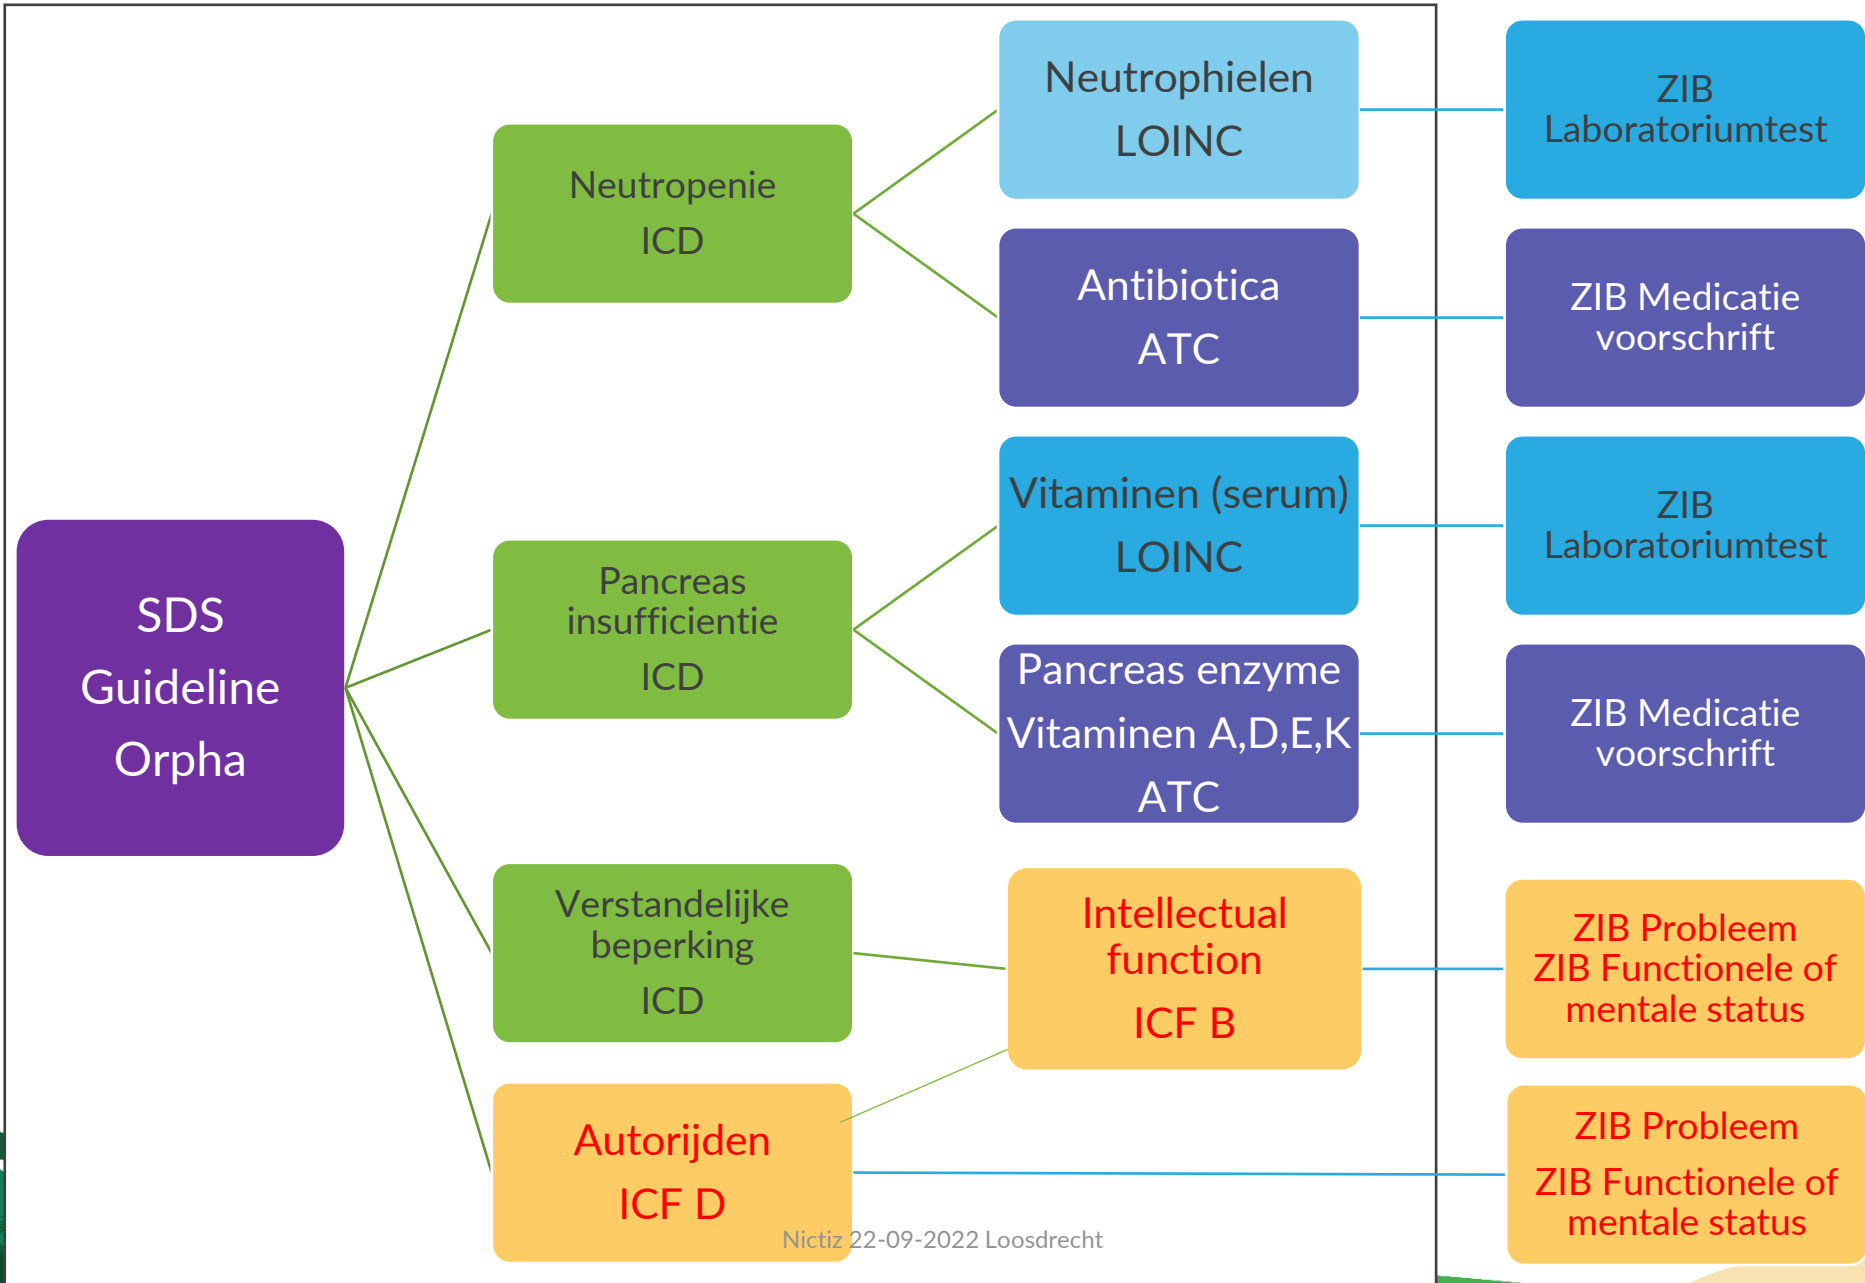 SDS
Guideline
Orpha
Neutropenie
ICD
Pancreas
insufficientie
ICD
Verstandelijke
beperking
ICD
Autorijden
ICF D
Neutrophielen
LOINC
Antibiotica
ATC
Vitaminen (serum)
LOINC
Pancreas enzyme
Vitaminen A,D,E,K
ATC
Intellectual
function
ICF B
ZIB
Laboratoriumtest
ZIB Medicatie
voorschrift
ZIB
Laboratoriumtest
ZIB Medicatie
voorschrift
ZIB Probleem
ZIB Functionele of
mentale status
ZIB Probleem
ZIB Functionele of
mentale status
Nictiz 22-09-2022 Loosdrecht